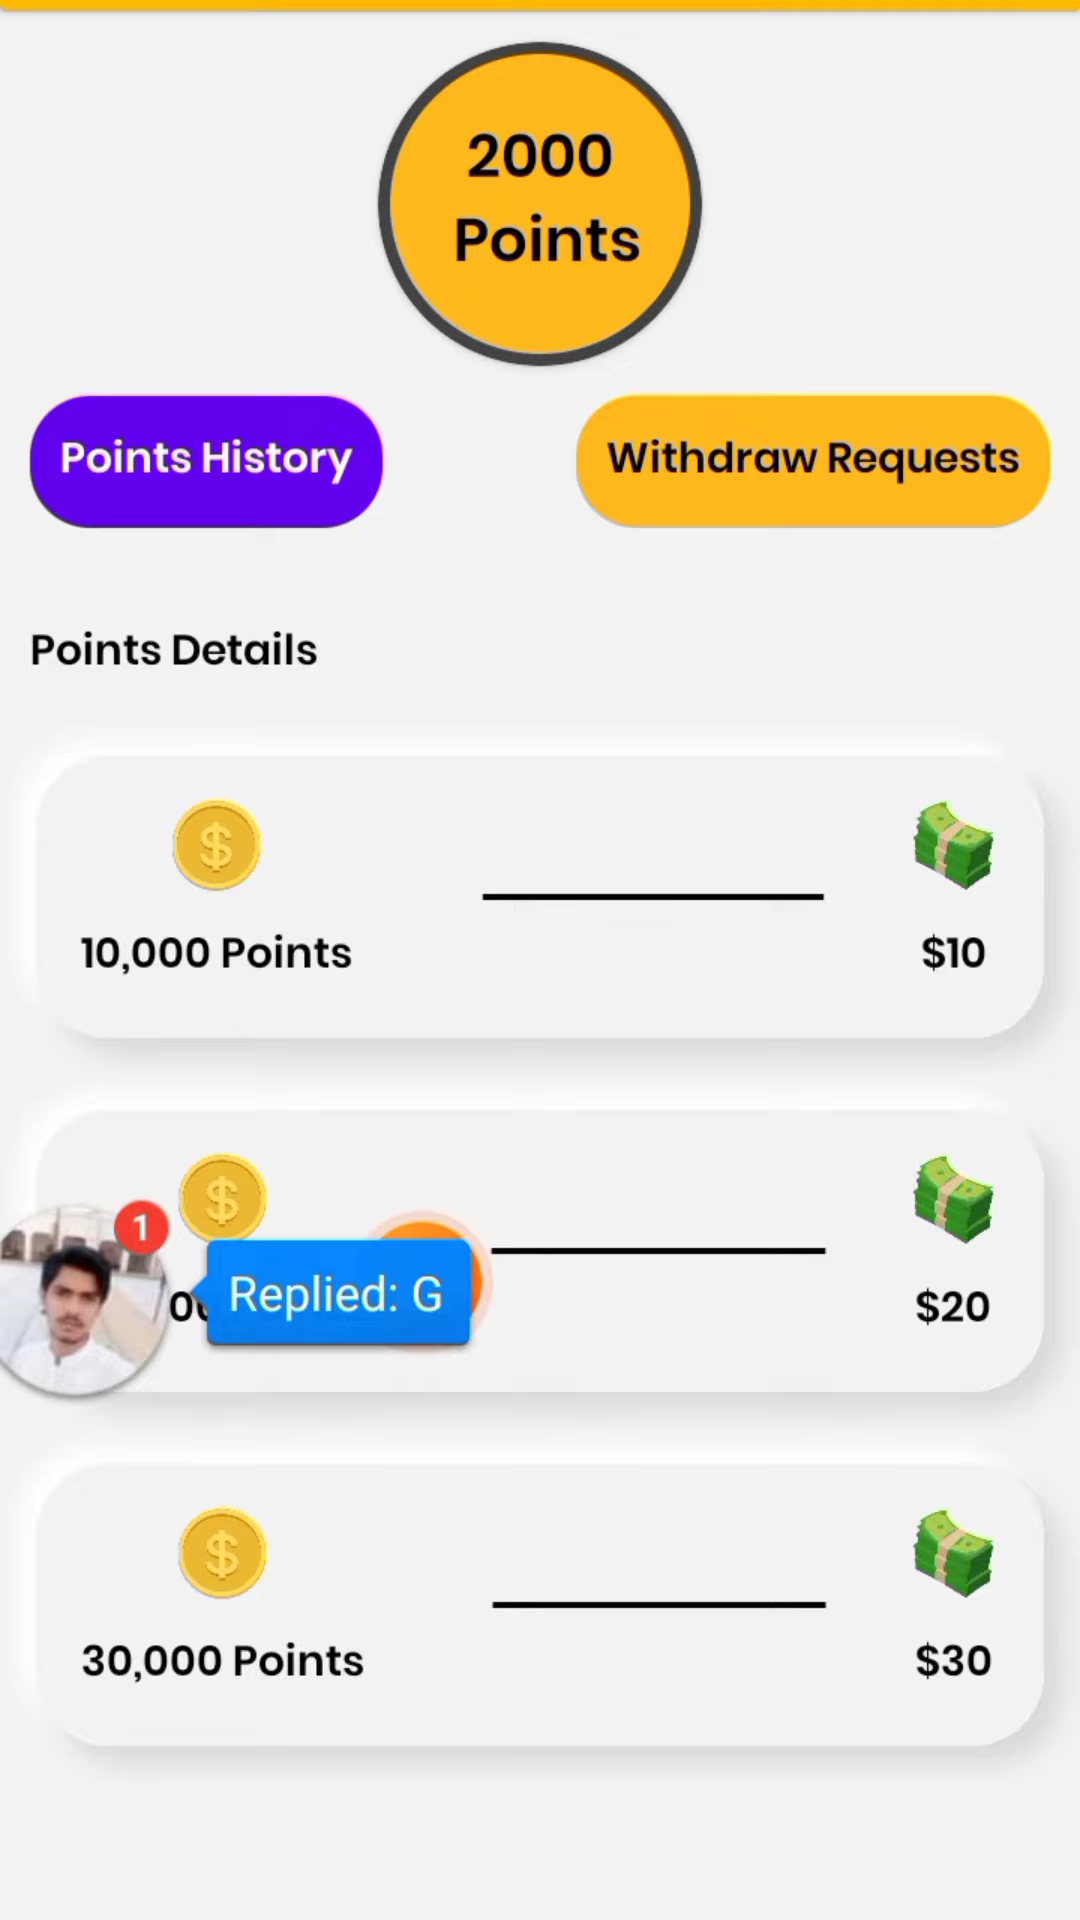 2000
Points
Points History
Withdraw Requests
Points Details
10,000 Points
$10
1
Replied: G
$20
30,000 Points
$30